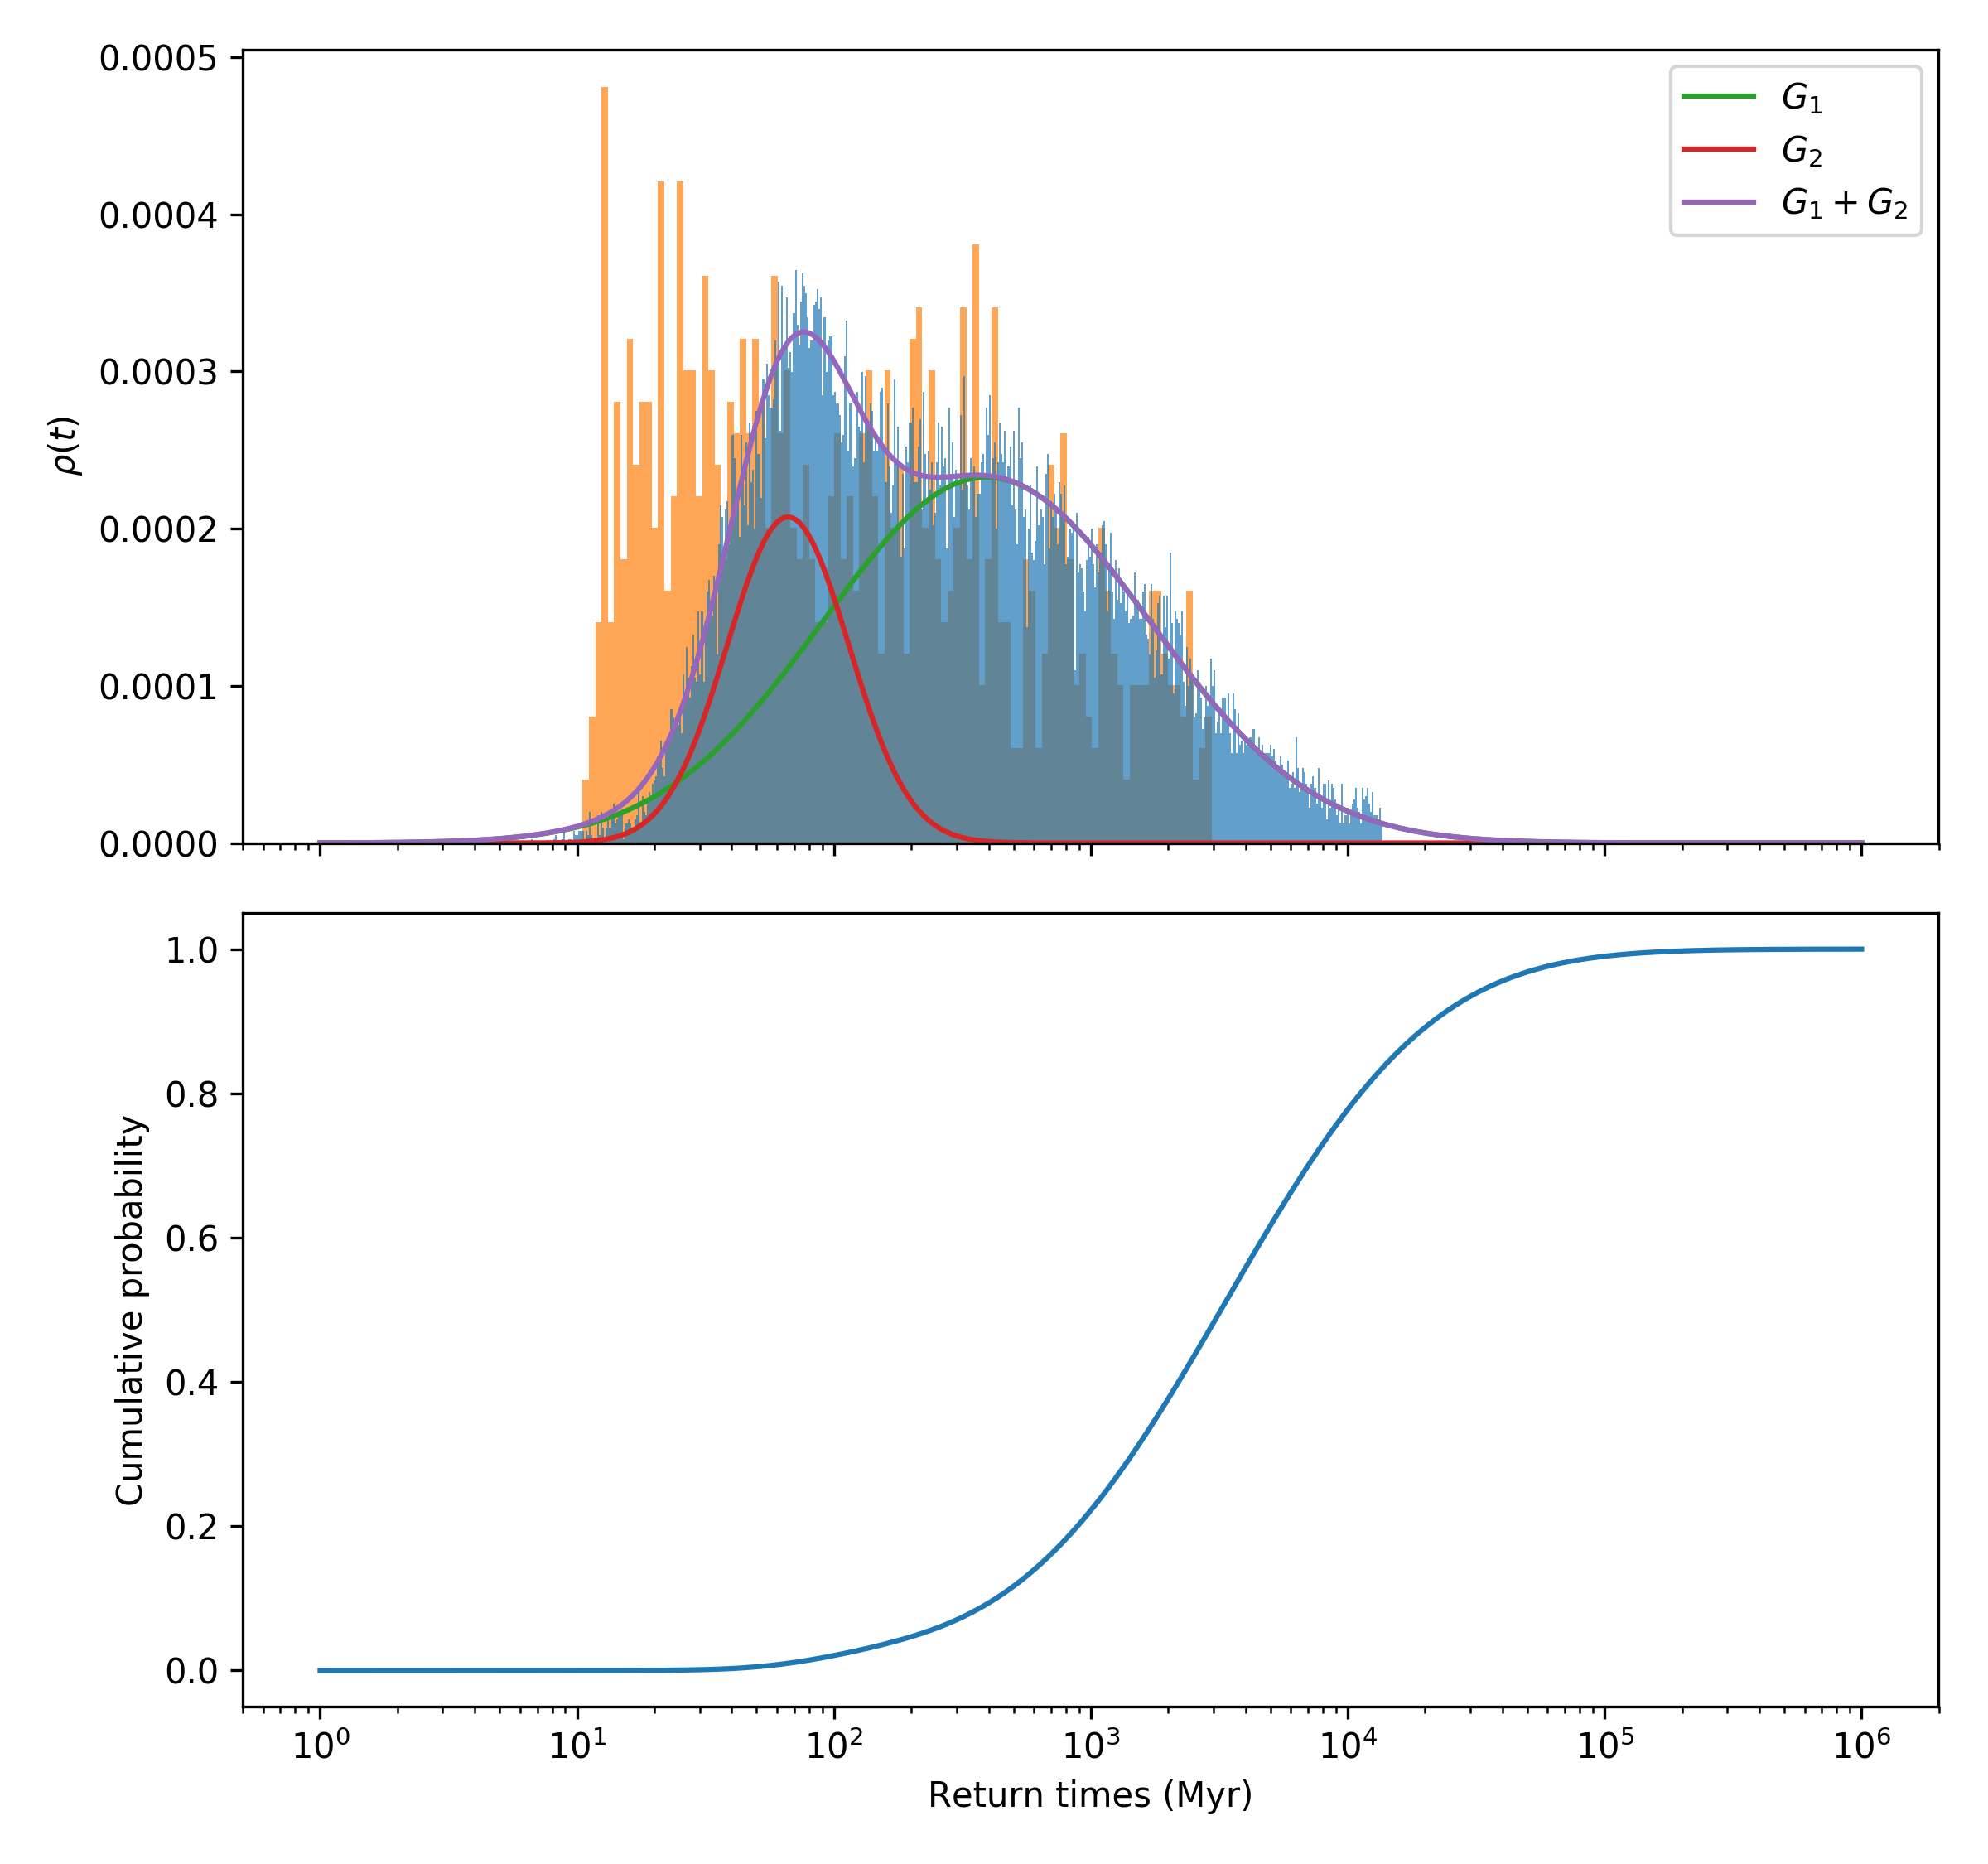 0.0005
0.0004
0.0003
0.0002
0.0001
0.0000
ρ(t)
G₁
G₂
G₁ + G₂
1.0
0.8
0.6
0.4
0.2
0.0
Cumulative probability
10⁰ 10¹ 10² 10³ 10⁴ 10⁵ 10⁶
Return times (Myr)